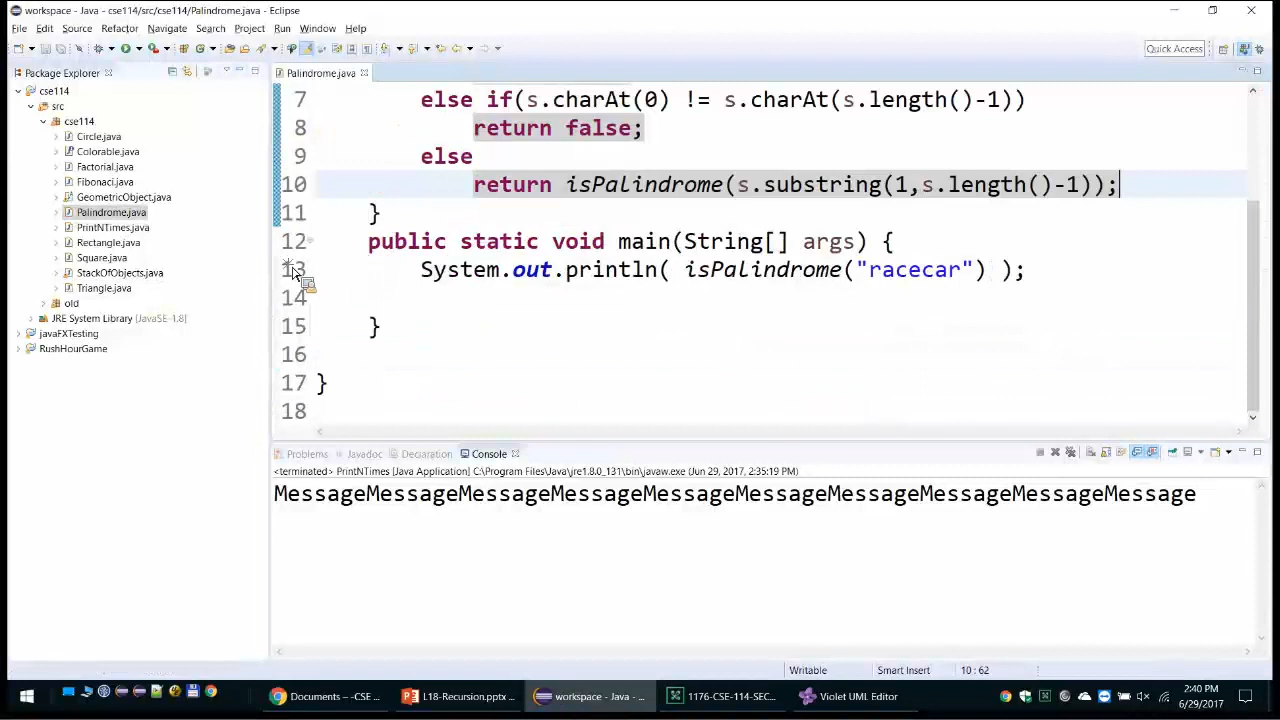 workspace - Java - cse114/src/cse114/Palindrome.java - Eclipse
File Edit Source Refactor Navigate Search Project Run Window Help
Quick Access
Package Explorer
Palindrome.java
cse114
src
cse114
Circle.java
Colorable.java
Factorial.java
Fibonaci.java
GeometricObject.java
Palindrome.java
PrintNTimes.java
Rectangle.java
Square.java
StackOfObjects.java
Triangle.java
old
JRE System Library [JavaSE-1.8]
javaFXTesting
RushHourGame
7 else if(s.charAt(0) != s.charAt(s.length()-1))
8 return false;
9 else
10 return isPalindrome(s.substring(1,s.length()-1));
11 }
12 public static void main(String[] args) {
13 System.out.println( isPalindrome("racecar") );
14
15 }
16
17 }
18
Problems Javadoc Declaration Console
<terminated> PrintNTimes [Java Application] C:\Program Files\Java\jre1.8.0_131\bin\javaw.exe (Jun 29, 2017, 2:35:19 PM)
MessageMessageMessageMessageMessageMessageMessageMessageMessageMessage
Writable Smart Insert 10 : 62
Documents – -CSE ... L18-Recursion.pptx ... workspace - Java - ... 1176-CSE-114-SEC... Violet UML Editor
2:40 PM
6/29/2017